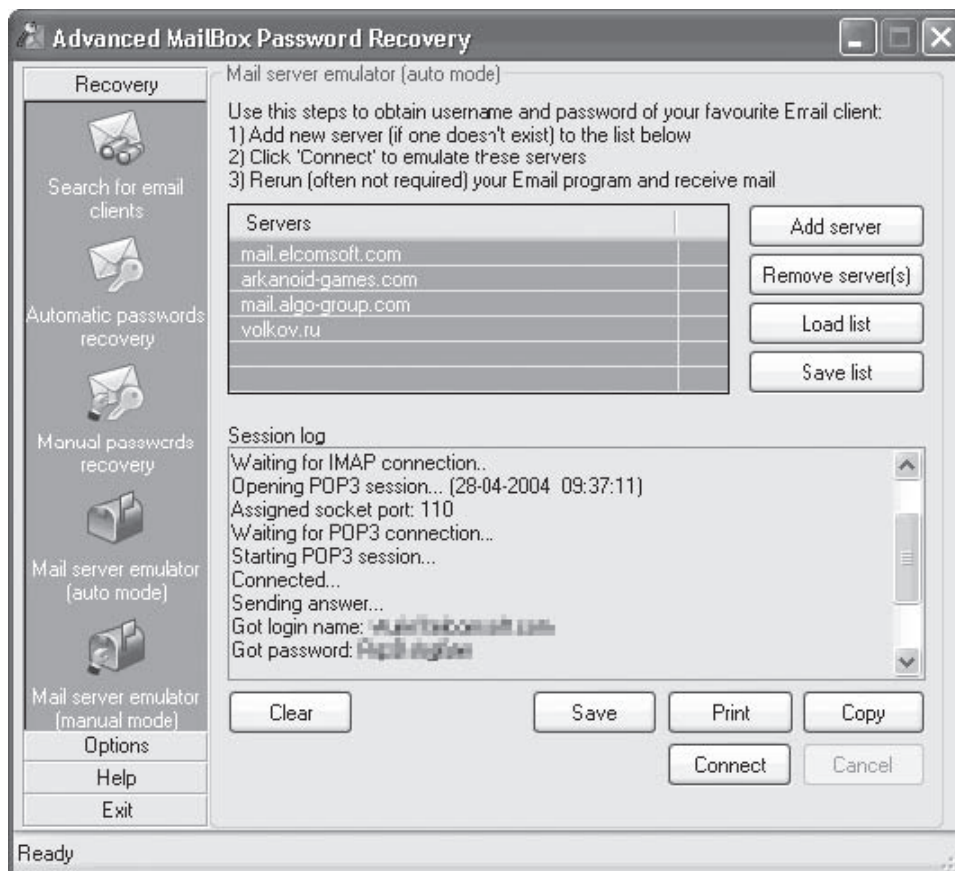 Advanced MailBox Password Recovery
Recovery
Search for email
clients
Automatic passwords
recovery
Manual passwcrds
recovery
Mail server emulator
(auto mode)
Mail server emulator
(manual mode)
Options
Help
Exit
Mail server emulator (auto mode)
Use this steps to obtain username and password of your favourite Email client:
1) Add new server (if one doesn't exist) to the list below
2) Click 'Connect' to emulate these servers
3) Rerun (often not required) your Email program and receive mail
Servers
mail.elcomsoft.com
arkanoid-games.com
mail.algo-group.com
volkov.ru
Add server
Remove server(s)
Load list
Save list
Session log
Waiting for IMAP connection..
Opening POP3 session... (28-04-2004 09:37:11)
Assigned socket port: 110
Waiting for POP3 connection...
Starting POP3 session...
Connected...
Sending answer...
Got login name:
Got password:
Clear
Save
Print
Copy
Connect
Cancel
Ready